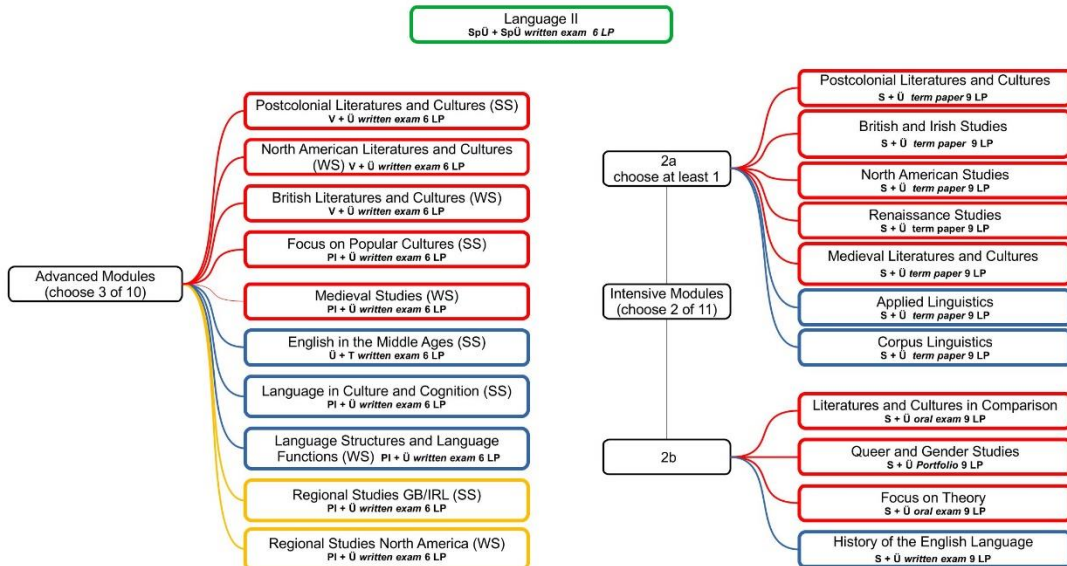 Language II
SpÜ + SpÜ written exam 6 LP
Advanced Modules
(choose 3 of 10)
Postcolonial Literatures and Cultures (SS)
V + Ü written exam 6 LP
North American Literatures and Cultures
(WS) V + Ü written exam 6 LP
British Literatures and Cultures (WS)
V + Ü written exam 6 LP
Focus on Popular Cultures (SS)
PI + Ü written exam 6 LP
Medieval Studies (WS)
PI + Ü written exam 6 LP
English in the Middle Ages (SS)
Ü + T written exam 6 LP
Language in Culture and Cognition (SS)
PI + Ü written exam 6 LP
Language Structures and Language
Functions (WS) PI + Ü written exam 6 LP
Regional Studies GB/IRL (SS)
PI + Ü written exam 6 LP
Regional Studies North America (WS)
PI + Ü written exam 6 LP
Intensive Modules
(choose 2 of 11)
2a
choose at least 1
Postcolonial Literatures and Cultures
S + Ü term paper 9 LP
British and Irish Studies
S + Ü term paper 9 LP
North American Studies
S + Ü term paper 9 LP
Renaissance Studies
S + Ü term paper 9 LP
Medieval Literatures and Cultures
S + Ü term paper 9 LP
Applied Linguistics
S + Ü term paper 9 LP
Corpus Linguistics
S + Ü term paper 9 LP
2b
Literatures and Cultures in Comparison
S + Ü oral exam 9 LP
Queer and Gender Studies
S + Ü Portfolio 9 LP
Focus on Theory
S + Ü oral exam 9 LP
History of the English Language
S + Ü written exam 9 LP